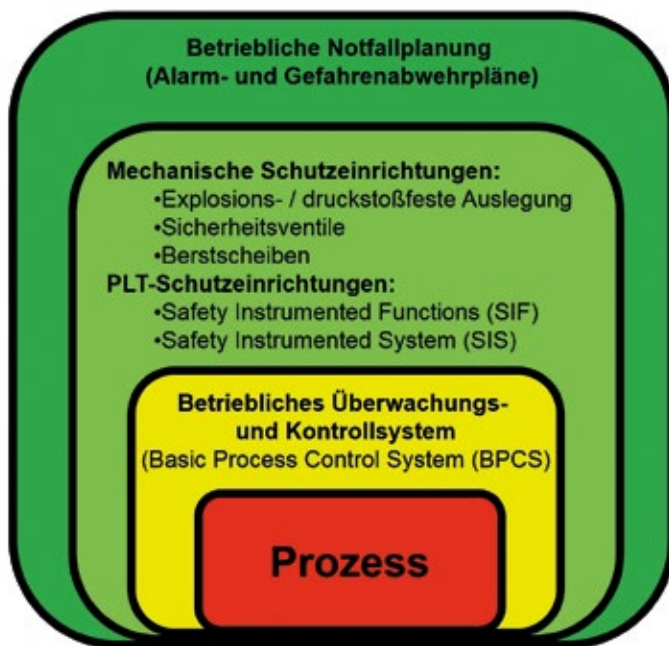 Betriebliche Notfallplanung
(Alarm- und Gefahrenabwehrpläne)
Mechanische Schutzeinrichtungen:
•Explosions- / druckstoßfeste Auslegung
•Sicherheitsventile
•Berstscheiben
PLT-Schutzeinrichtungen:
•Safety Instrumented Functions (SIF)
•Safety Instrumented System (SIS)
Betriebliches Überwachungs-
und Kontrollsystem
(Basic Process Control System (BPCS)
Prozess